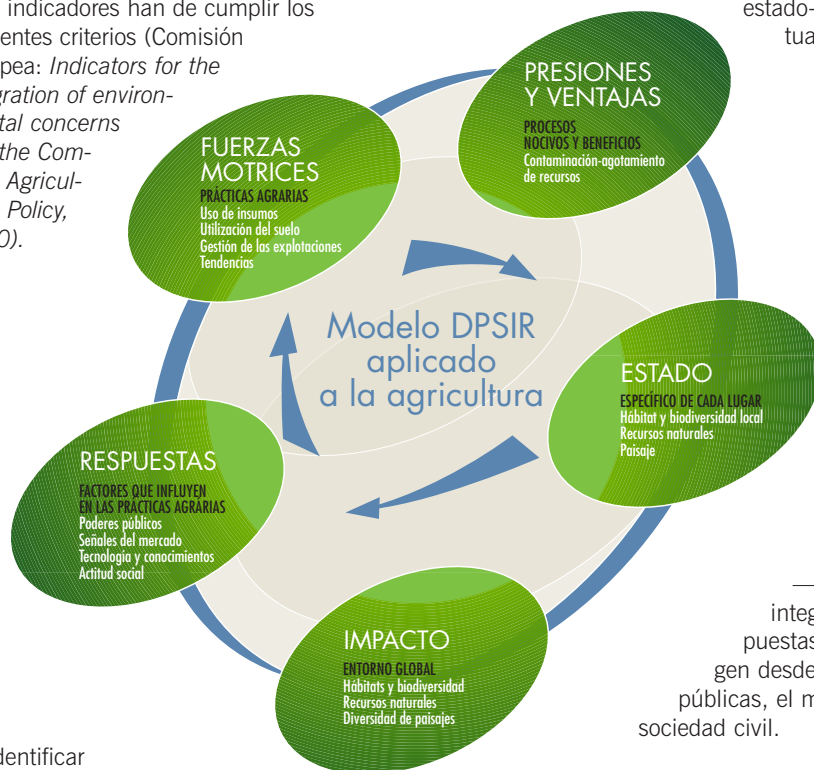 indicadores han de cumplir los
entes criterios (Comisión
pea: Indicators for the
gration of environ-
tal concerns
the Com-
Agricul-
Policy,
0).
estado-
tua
PRESIONES
Y VENTAJAS
PROCESOS
NOCIVOS Y BENEFICIOS
Contaminación-agotamiento
de recursos
FUERZAS
MOTRICES
PRÁCTICAS AGRARIAS
Uso de insumos
Utilización del suelo
Gestión de las explotaciones
Tendencias
Modelo DPSIR
aplicado
a la agricultura
ESTADO
ESPECÍFICO DE CADA LUGAR
Hábitat y biodiversidad local
Recursos naturales
Paisaje
RESPUESTAS
FACTORES QUE INFLUYEN
EN LAS PRÁCTICAS AGRÁRIAS
Poderes públicos
Señales del mercado
Tecnología y conocimientos
Actitud social
IMPACTO
ENTORNO GLOBAL
Hábitats y biodiversidad
Recursos naturales
Diversidad de paisajes
integ
puestas
gen desde
públicas, el m
sociedad civil.
dentificar